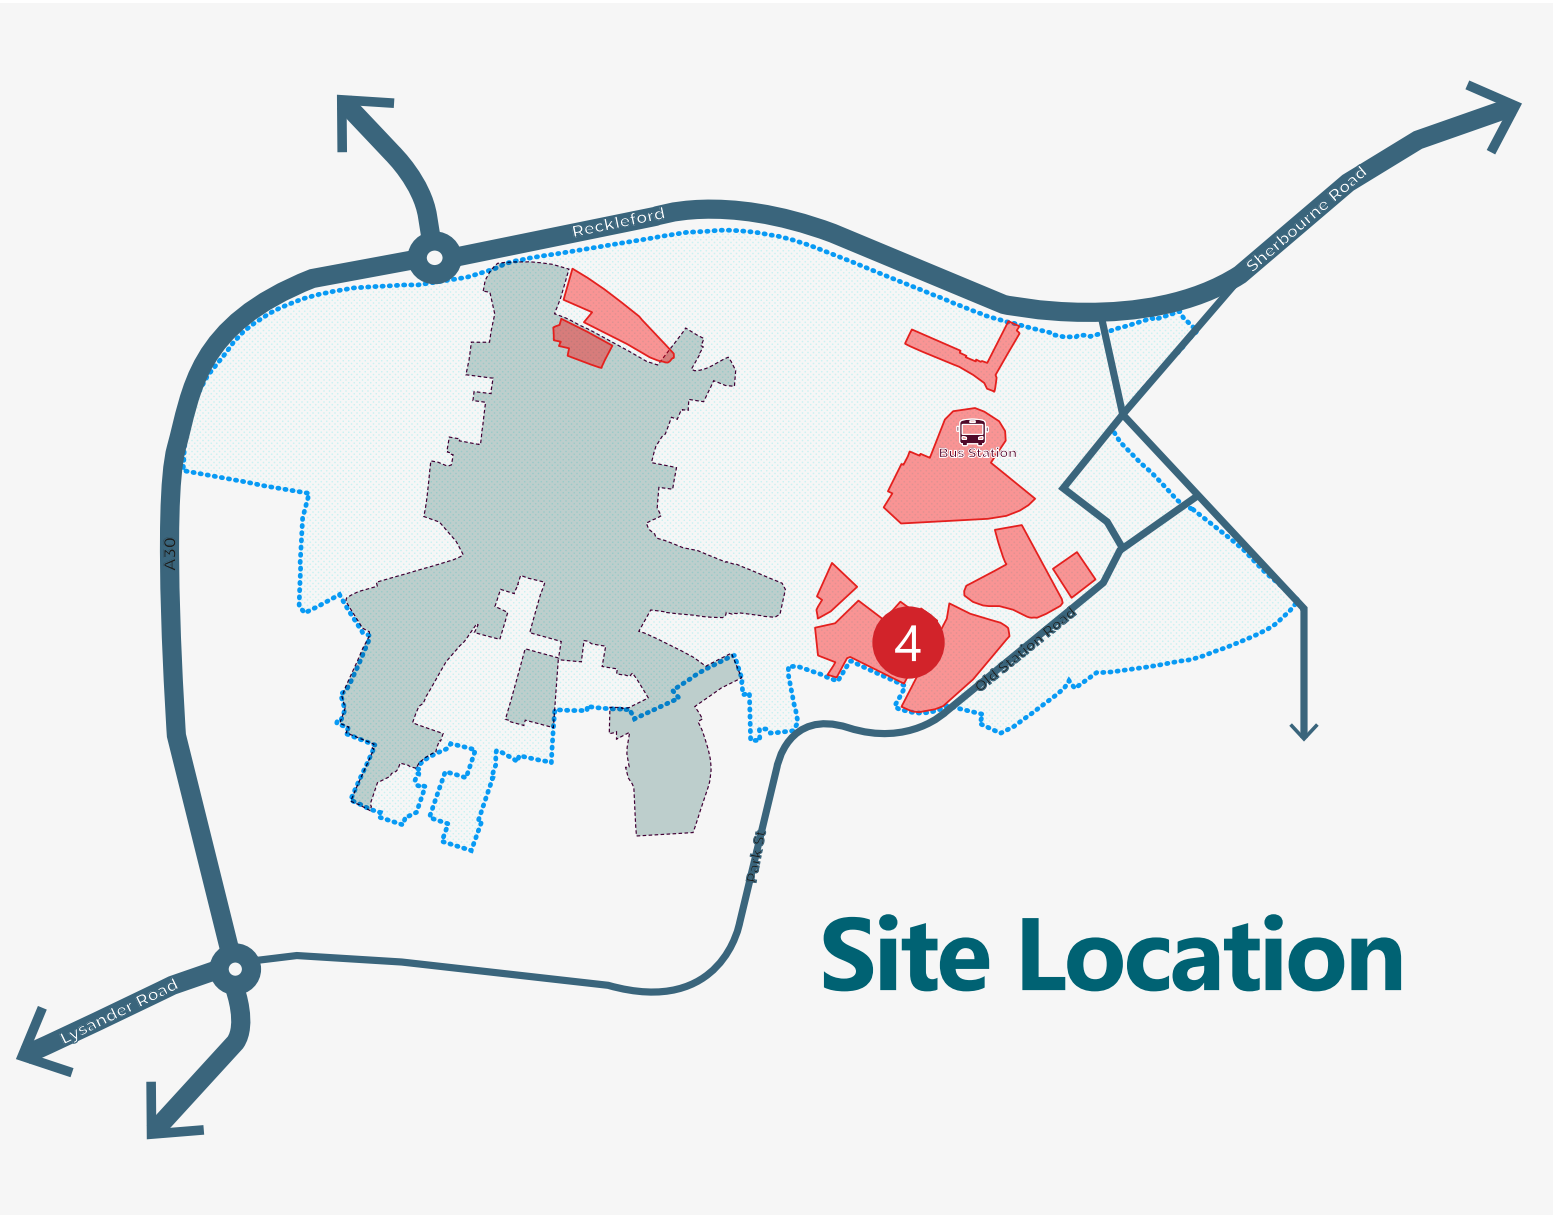 Reckleford
Sherbourne Road
Bus Station
A30
4
Old Station Road
Park St
Site Location
Lysander Road